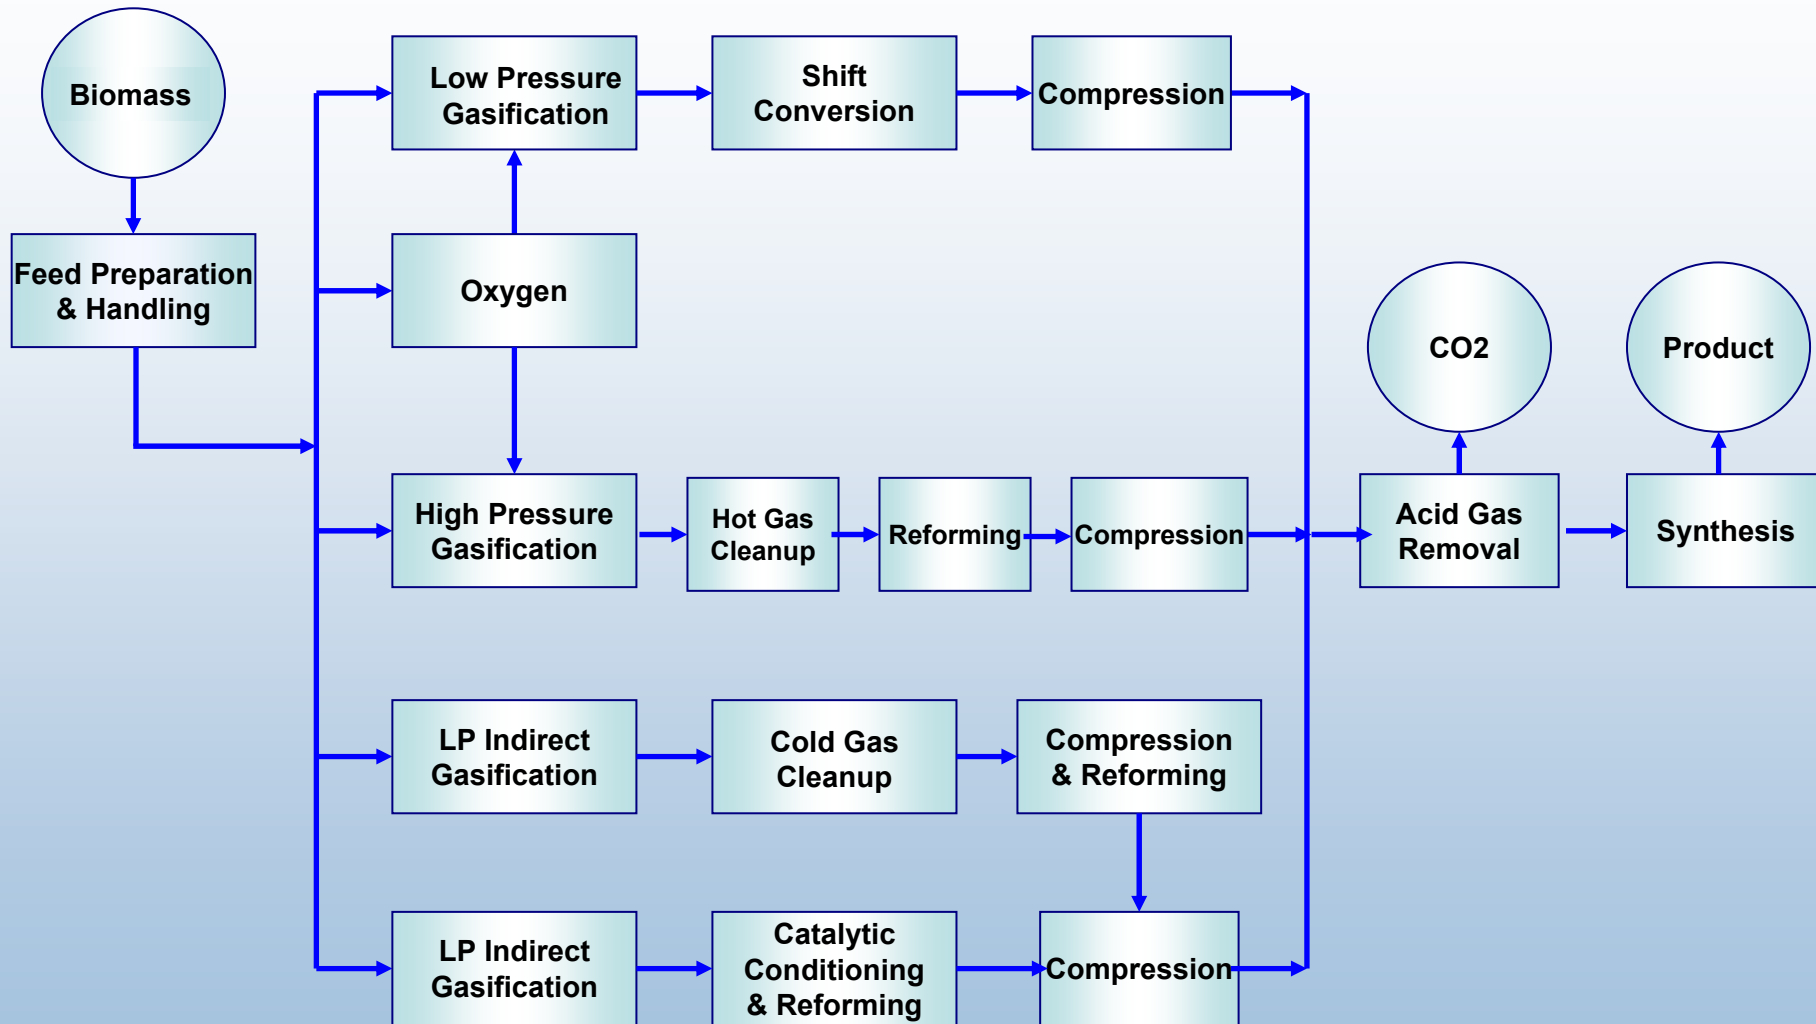 Biomass
Feed Preparation
& Handling
Low Pressure
Gasification
Shift
Conversion
Compression
Oxygen
High Pressure
Gasification
Hot Gas
Cleanup
Reforming
Compression
CO2
Product
Acid Gas
Removal
Synthesis
LP Indirect
Gasification
Cold Gas
Cleanup
Compression
& Reforming
LP Indirect
Gasification
Catalytic
Conditioning
& Reforming
Compression